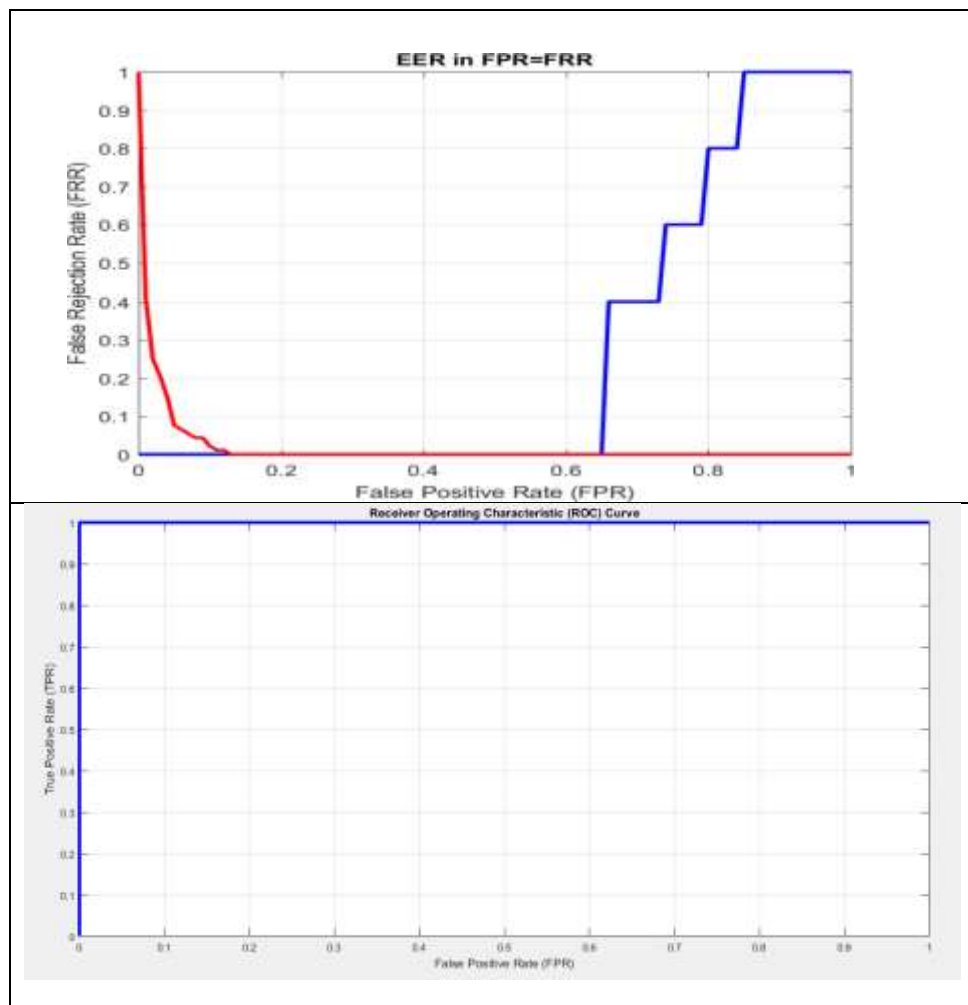 EER in FPR=FRR
1
0.9
0.8
0.7
0.6
0.5
0.4
0.3
0.2
0.1
0
False Rejection Rate (FRR)
0 0.2 0.4 0.6 0.8 1
False Positive Rate (FPR)
Receiver Operating Characteristic (ROC) Curve
1
0.9
0.8
0.7
0.6
0.5
0.4
0.3
0.2
0.1
0
True Positive Rate (TPR)
0 0.1 0.2 0.3 0.4 0.5 0.6 0.7 0.8 0.9 1
False Positive Rate (FPR)